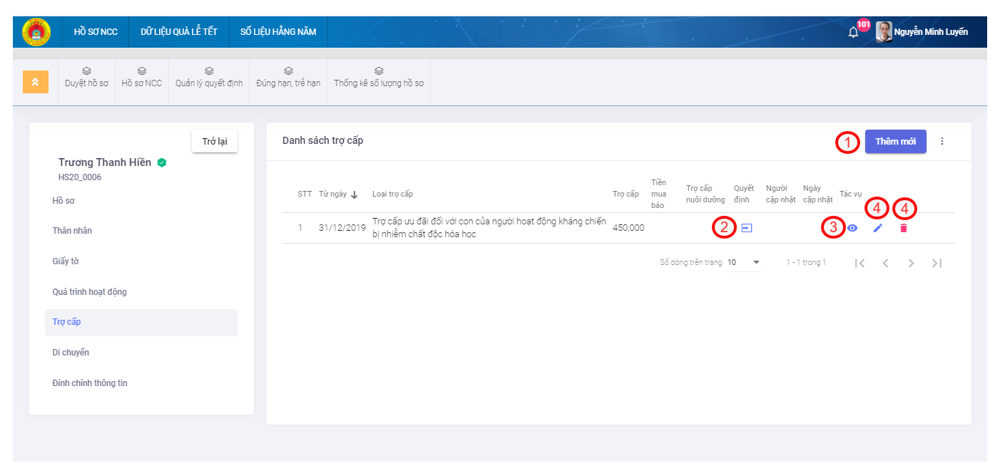 HỒ SƠ NCC DỮ LIỆU QUÀ LỄ TẾT SỐ LIỆU HẰNG NĂM 101 Nguyễn Minh Luyến
Duyệt hồ sơ Hồ sơ NCC Quản lý quyết định Đúng hạn, trễ hạn Thống kê số lượng hồ sơ
Trở lại
Trương Thanh Hiền
HS20_0006
Hồ sơ
Thân nhân
Giấy tờ
Quá trình hoạt động
Trợ cấp
Di chuyển
Đính chính thông tin
Danh sách trợ cấp 1 Thêm mới
STT Từ ngày Loại trợ cấp Trợ cấp Tiền mua báo Trợ cấp nuôi dưỡng Quyết định Người cập nhật Ngày cập nhật Tác vụ
4 4
1 31/12/2019 Trợ cấp ưu đãi đối với con của người hoạt động kháng chiến 450,000 2 3
bị nhiễm chất độc hóa học
Số dòng trên trang 10 1 - 1 trong 1